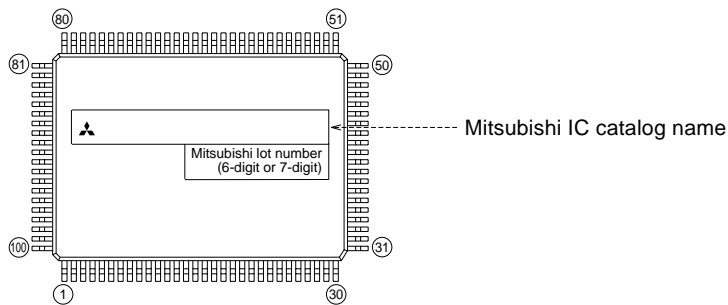 80 51
81 50
Mitsubishi IC catalog name
Mitsubishi lot number
(6-digit or 7-digit)
100 31
1 30